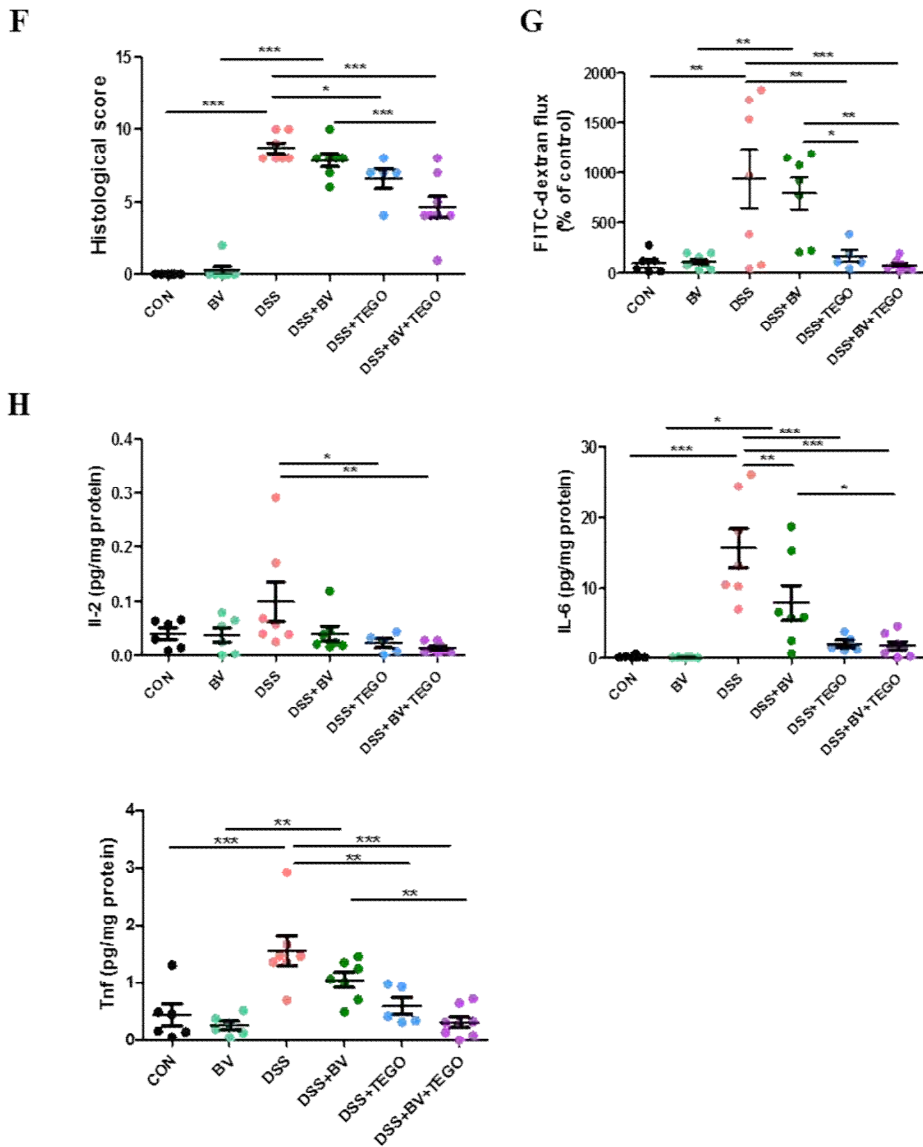 F
Histological score
15
10
5
0
***
***
***
*
***
CON
BV
DSS
DSS+BV
DSS+TEGO
DSS+BV+TEGO
G
FITC-dextran flux
(% of control)
2000
1500
1000
500
0
**
***
**
**
**
*
CON
BV
DSS
DSS+BV
DSS+TEGO
DSS+BV+TEGO
H
Il-2 (pg/mg protein)
0.4
0.3
0.2
0.1
0.0
*
**
CON
BV
DSS
DSS+BV
DSS+TEGO
DSS+BV+TEGO
IL-6 (pg/mg protein)
30
20
10
0
*
***
***
***
**
*
CON
BV
DSS
DSS+BV
DSS+TEGO
DSS+BV+TEGO
Tnf (pg/mg protein)
4
3
2
1
0
**
***
***
**
**
CON
BV
DSS
DSS+BV
DSS+TEGO
DSS+BV+TEGO